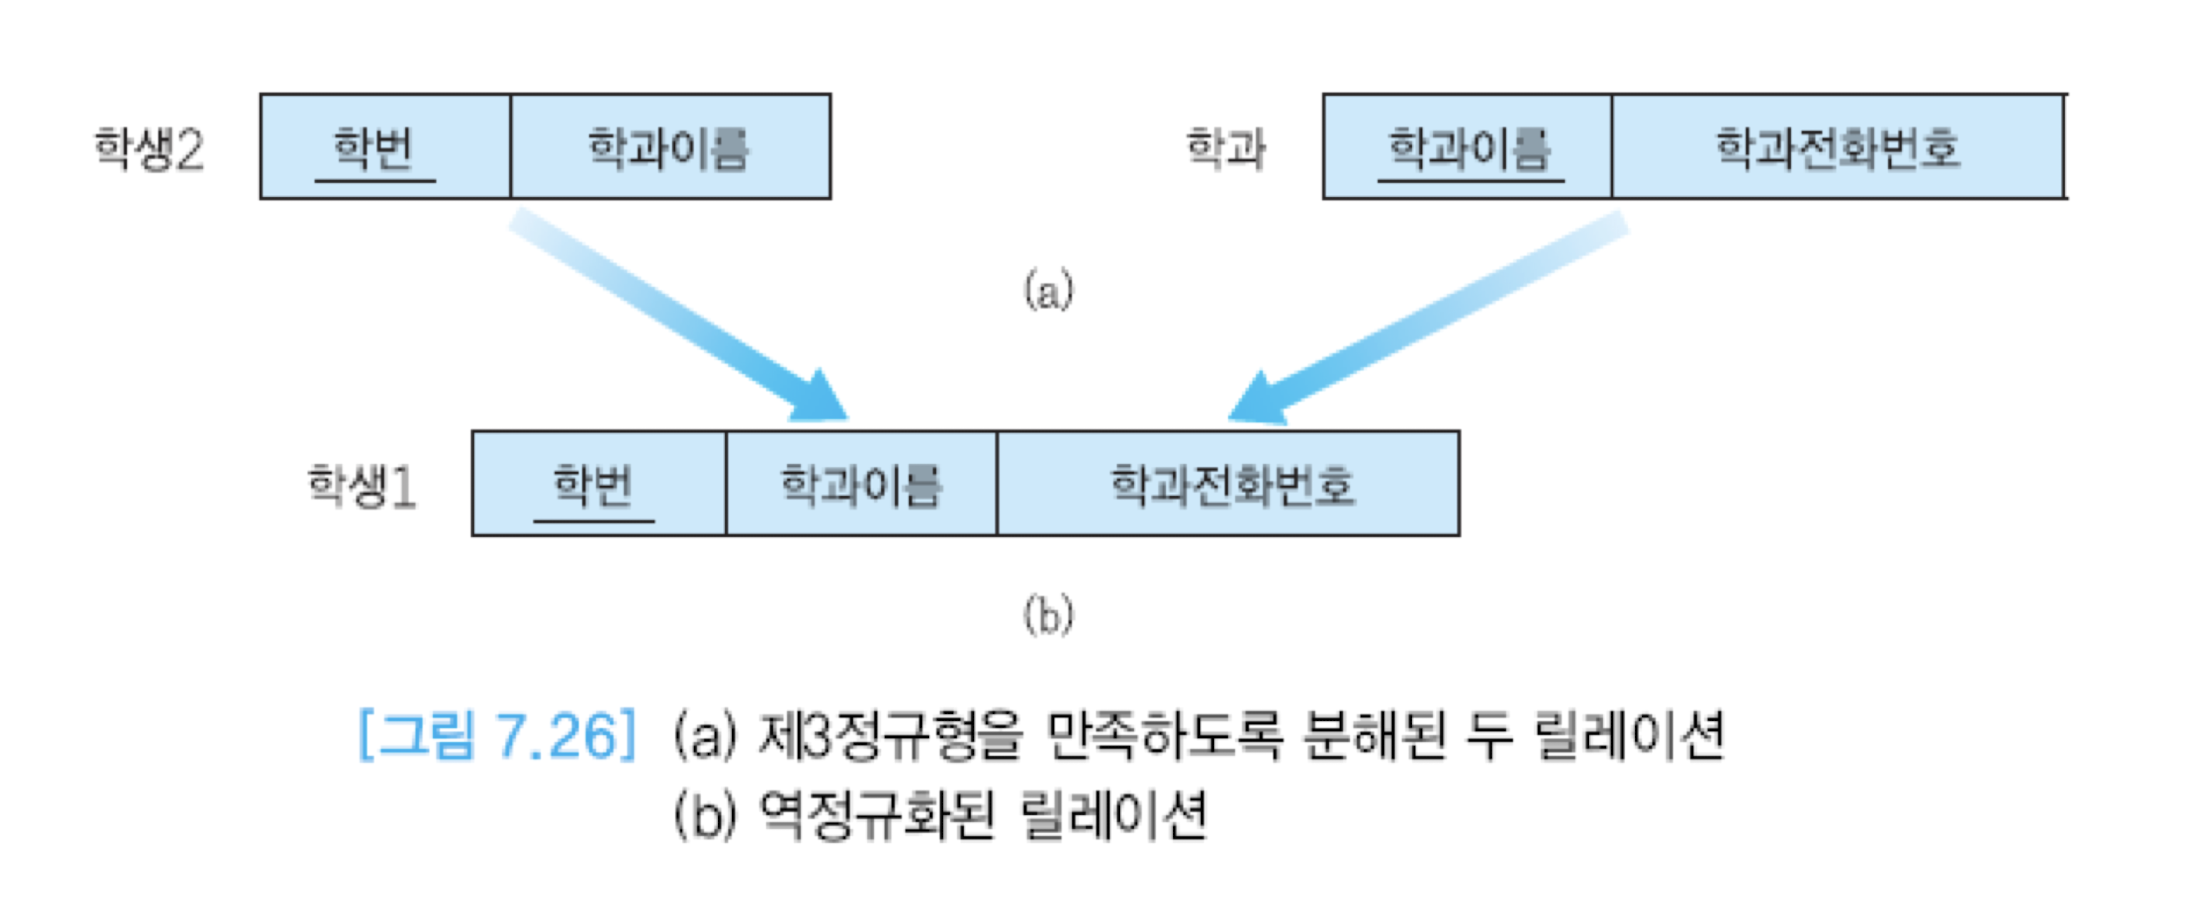 학생2 학번 학과이름 학과 학과이름 학과전화번호
(a)
학생1 학번 학과이름 학과전화번호
(b)
[그림 7.26] (a) 제3정규형을 만족하도록 분해된 두 릴레이션
(b) 역정규화된 릴레이션